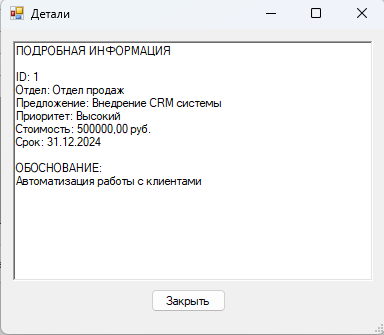 Детали
ПОДРОБНАЯ ИНФОРМАЦИЯ
ID: 1
Отдел: Отдел продаж
Предложение: Внедрение CRM системы
Приоритет: Высокий
Стоимость: 500000,00 руб.
Срок: 31.12.2024
ОБОСНОВАНИЕ:
Автоматизация работы с клиентами
Закрыть